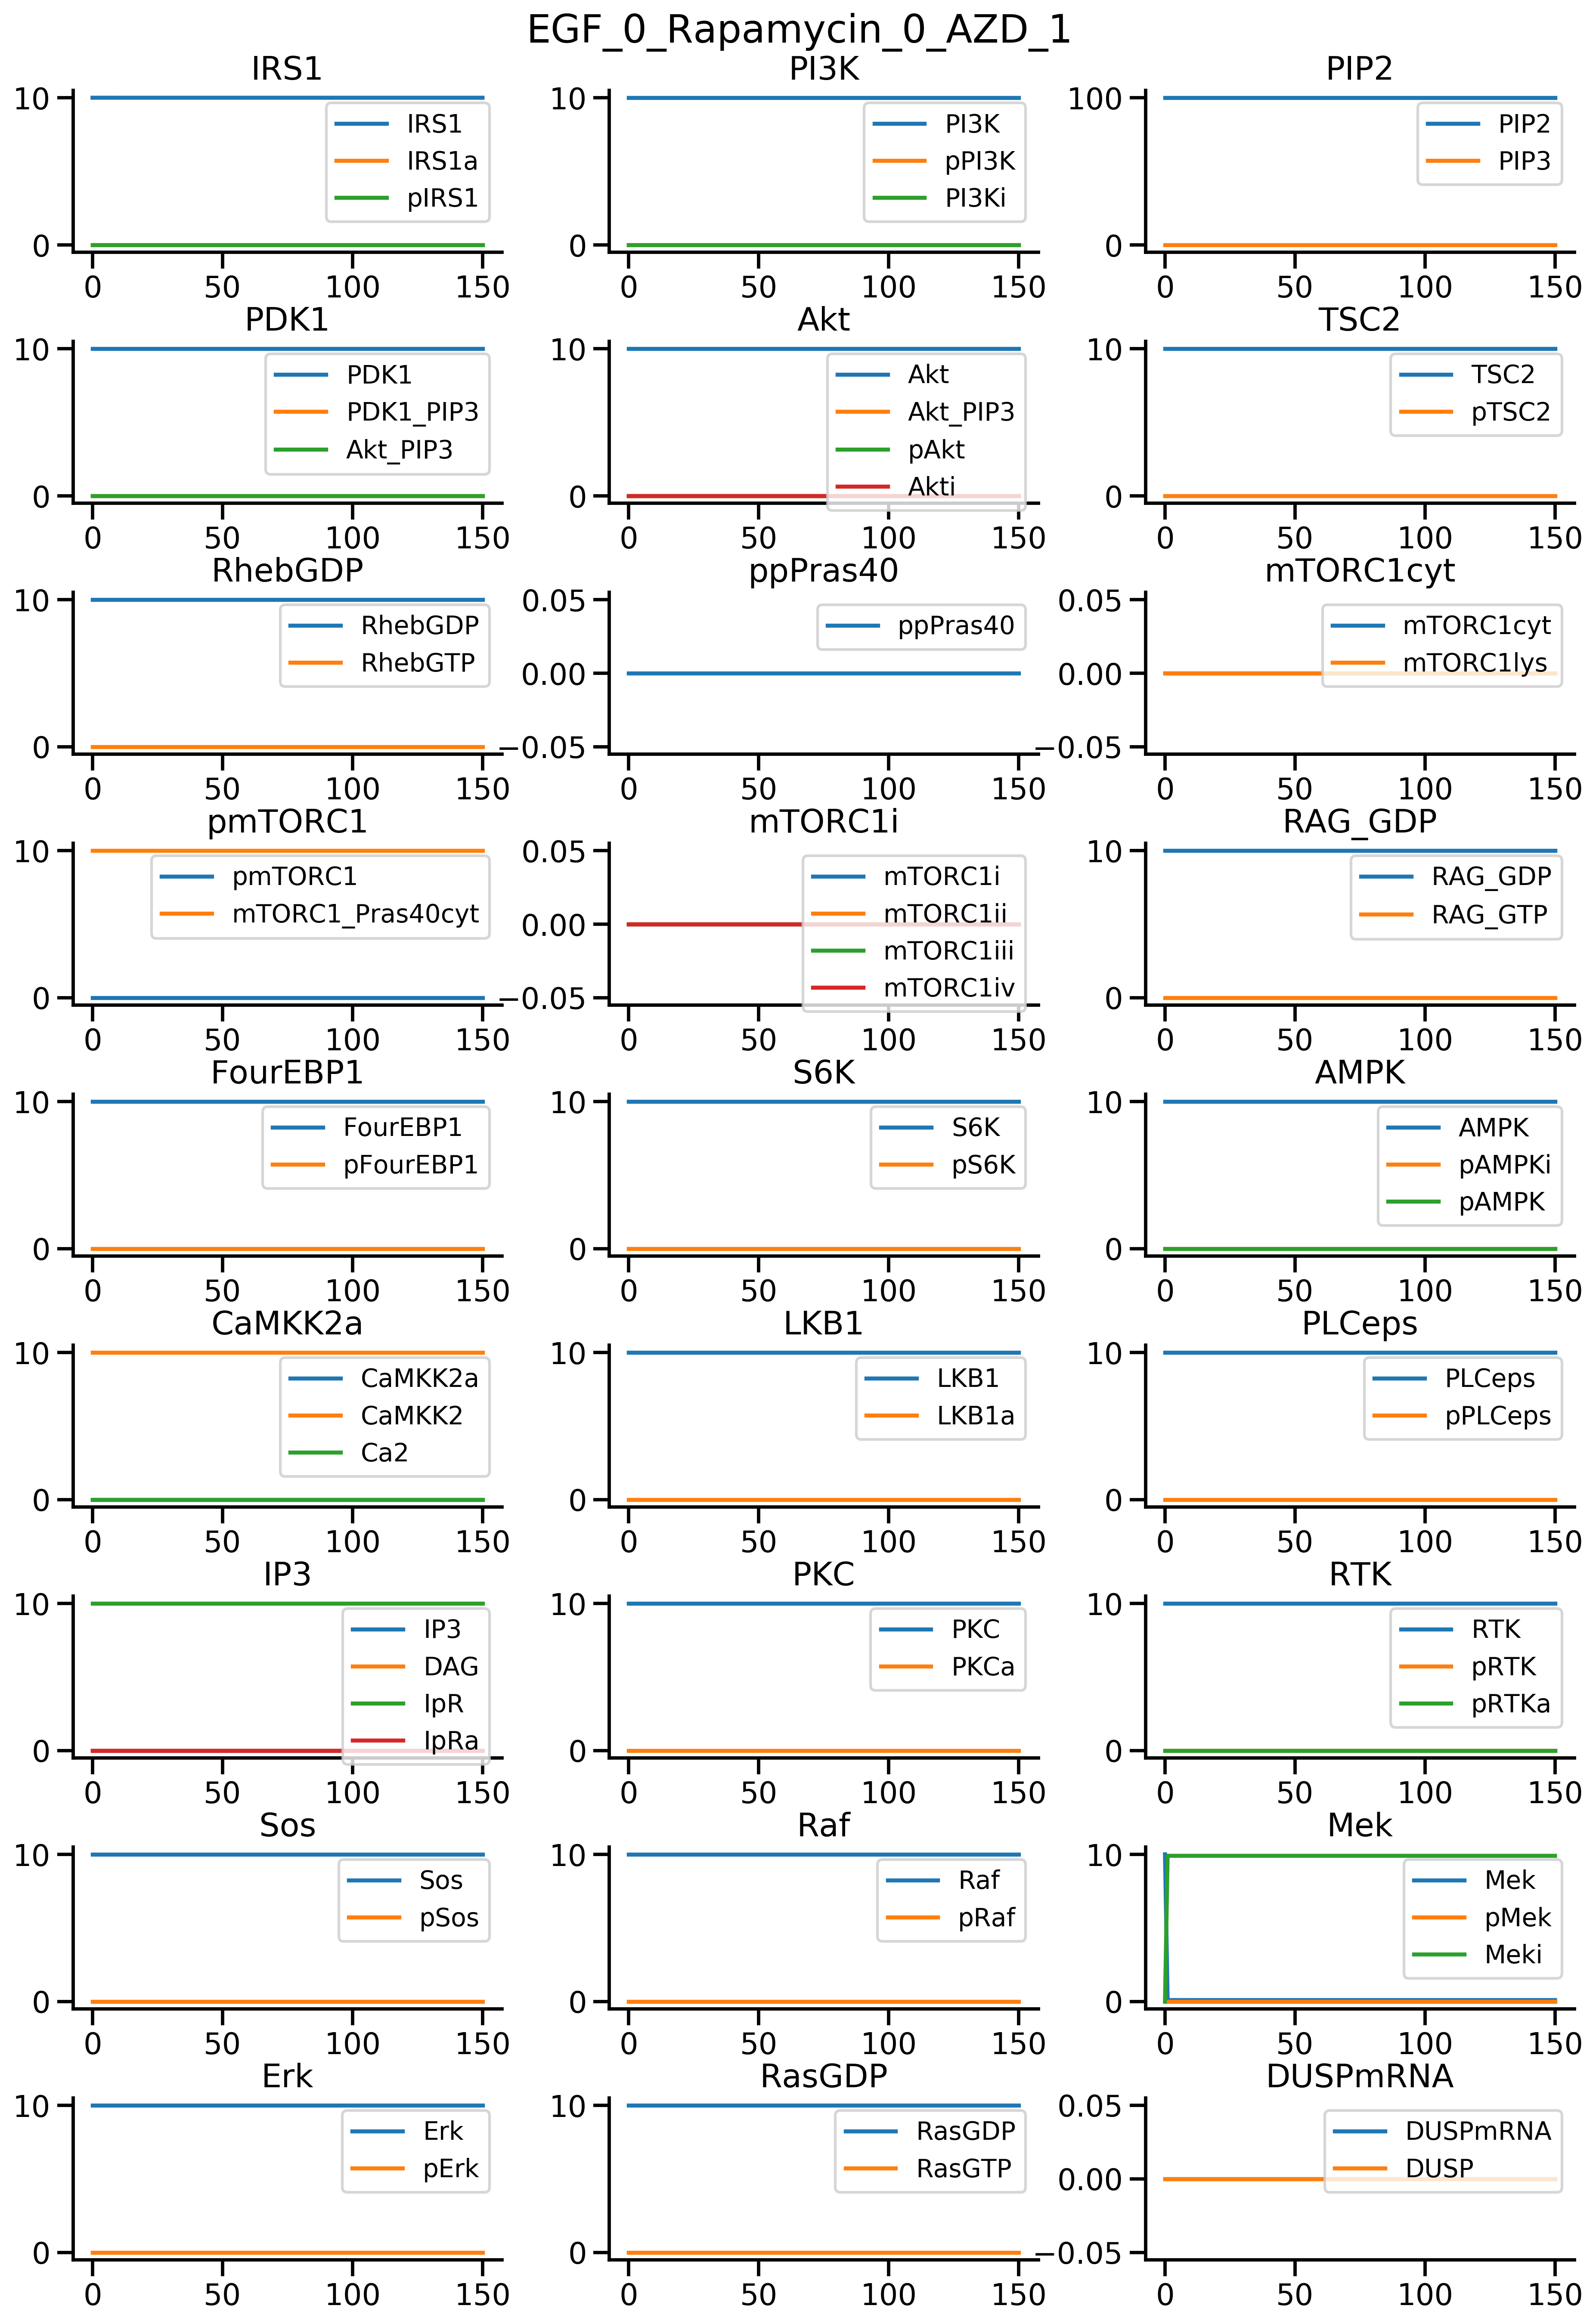 EGF_0_Rapamycin_0_AZD_1
IRS1
10
0
IRS1
IRS1a
pIRS1
0 50 100 150
PI3K
10
0
PI3K
pPI3K
PI3Ki
0 50 100 150
PIP2
100
0
PIP2
PIP3
0 50 100 150
PDK1
10
0
PDK1
PDK1_PIP3
Akt_PIP3
0 50 100 150
Akt
10
0
Akt
Akt_PIP3
pAkt
Akti
0 50 100 150
TSC2
10
0
TSC2
pTSC2
0 50 100 150
RhebGDP
10
0
RhebGDP
RhebGTP
0 50 100 150
ppPras40
0.05
0.00
−0.05
ppPras40
0 50 100 150
mTORC1cyt
0.05
0.00
−0.05
mTORC1cyt
mTORC1lys
0 50 100 150
pmTORC1
10
0
pmTORC1
mTORC1_Pras40cyt
0 50 100 150
mTORC1i
0.05
0.00
−0.05
mTORC1i
mTORC1ii
mTORC1iii
mTORC1iv
0 50 100 150
RAG_GDP
10
0
RAG_GDP
RAG_GTP
0 50 100 150
FourEBP1
10
0
FourEBP1
pFourEBP1
0 50 100 150
S6K
10
0
S6K
pS6K
0 50 100 150
AMPK
10
0
AMPK
pAMPKi
pAMPK
0 50 100 150
CaMKK2a
10
0
CaMKK2a
CaMKK2
Ca2
0 50 100 150
LKB1
10
0
LKB1
LKB1a
0 50 100 150
PLCeps
10
0
PLCeps
pPLCeps
0 50 100 150
IP3
10
0
IP3
DAG
IpR
IpRa
0 50 100 150
PKC
10
0
PKC
PKCa
0 50 100 150
RTK
10
0
RTK
pRTK
pRTKa
0 50 100 150
Sos
10
0
Sos
pSos
0 50 100 150
Raf
10
0
Raf
pRaf
0 50 100 150
Mek
10
0
Mek
pMek
Meki
0 50 100 150
Erk
10
0
Erk
pErk
0 50 100 150
RasGDP
10
0
RasGDP
RasGTP
0 50 100 150
DUSPmRNA
0.05
0.00
−0.05
DUSPmRNA
DUSP
0 50 100 150